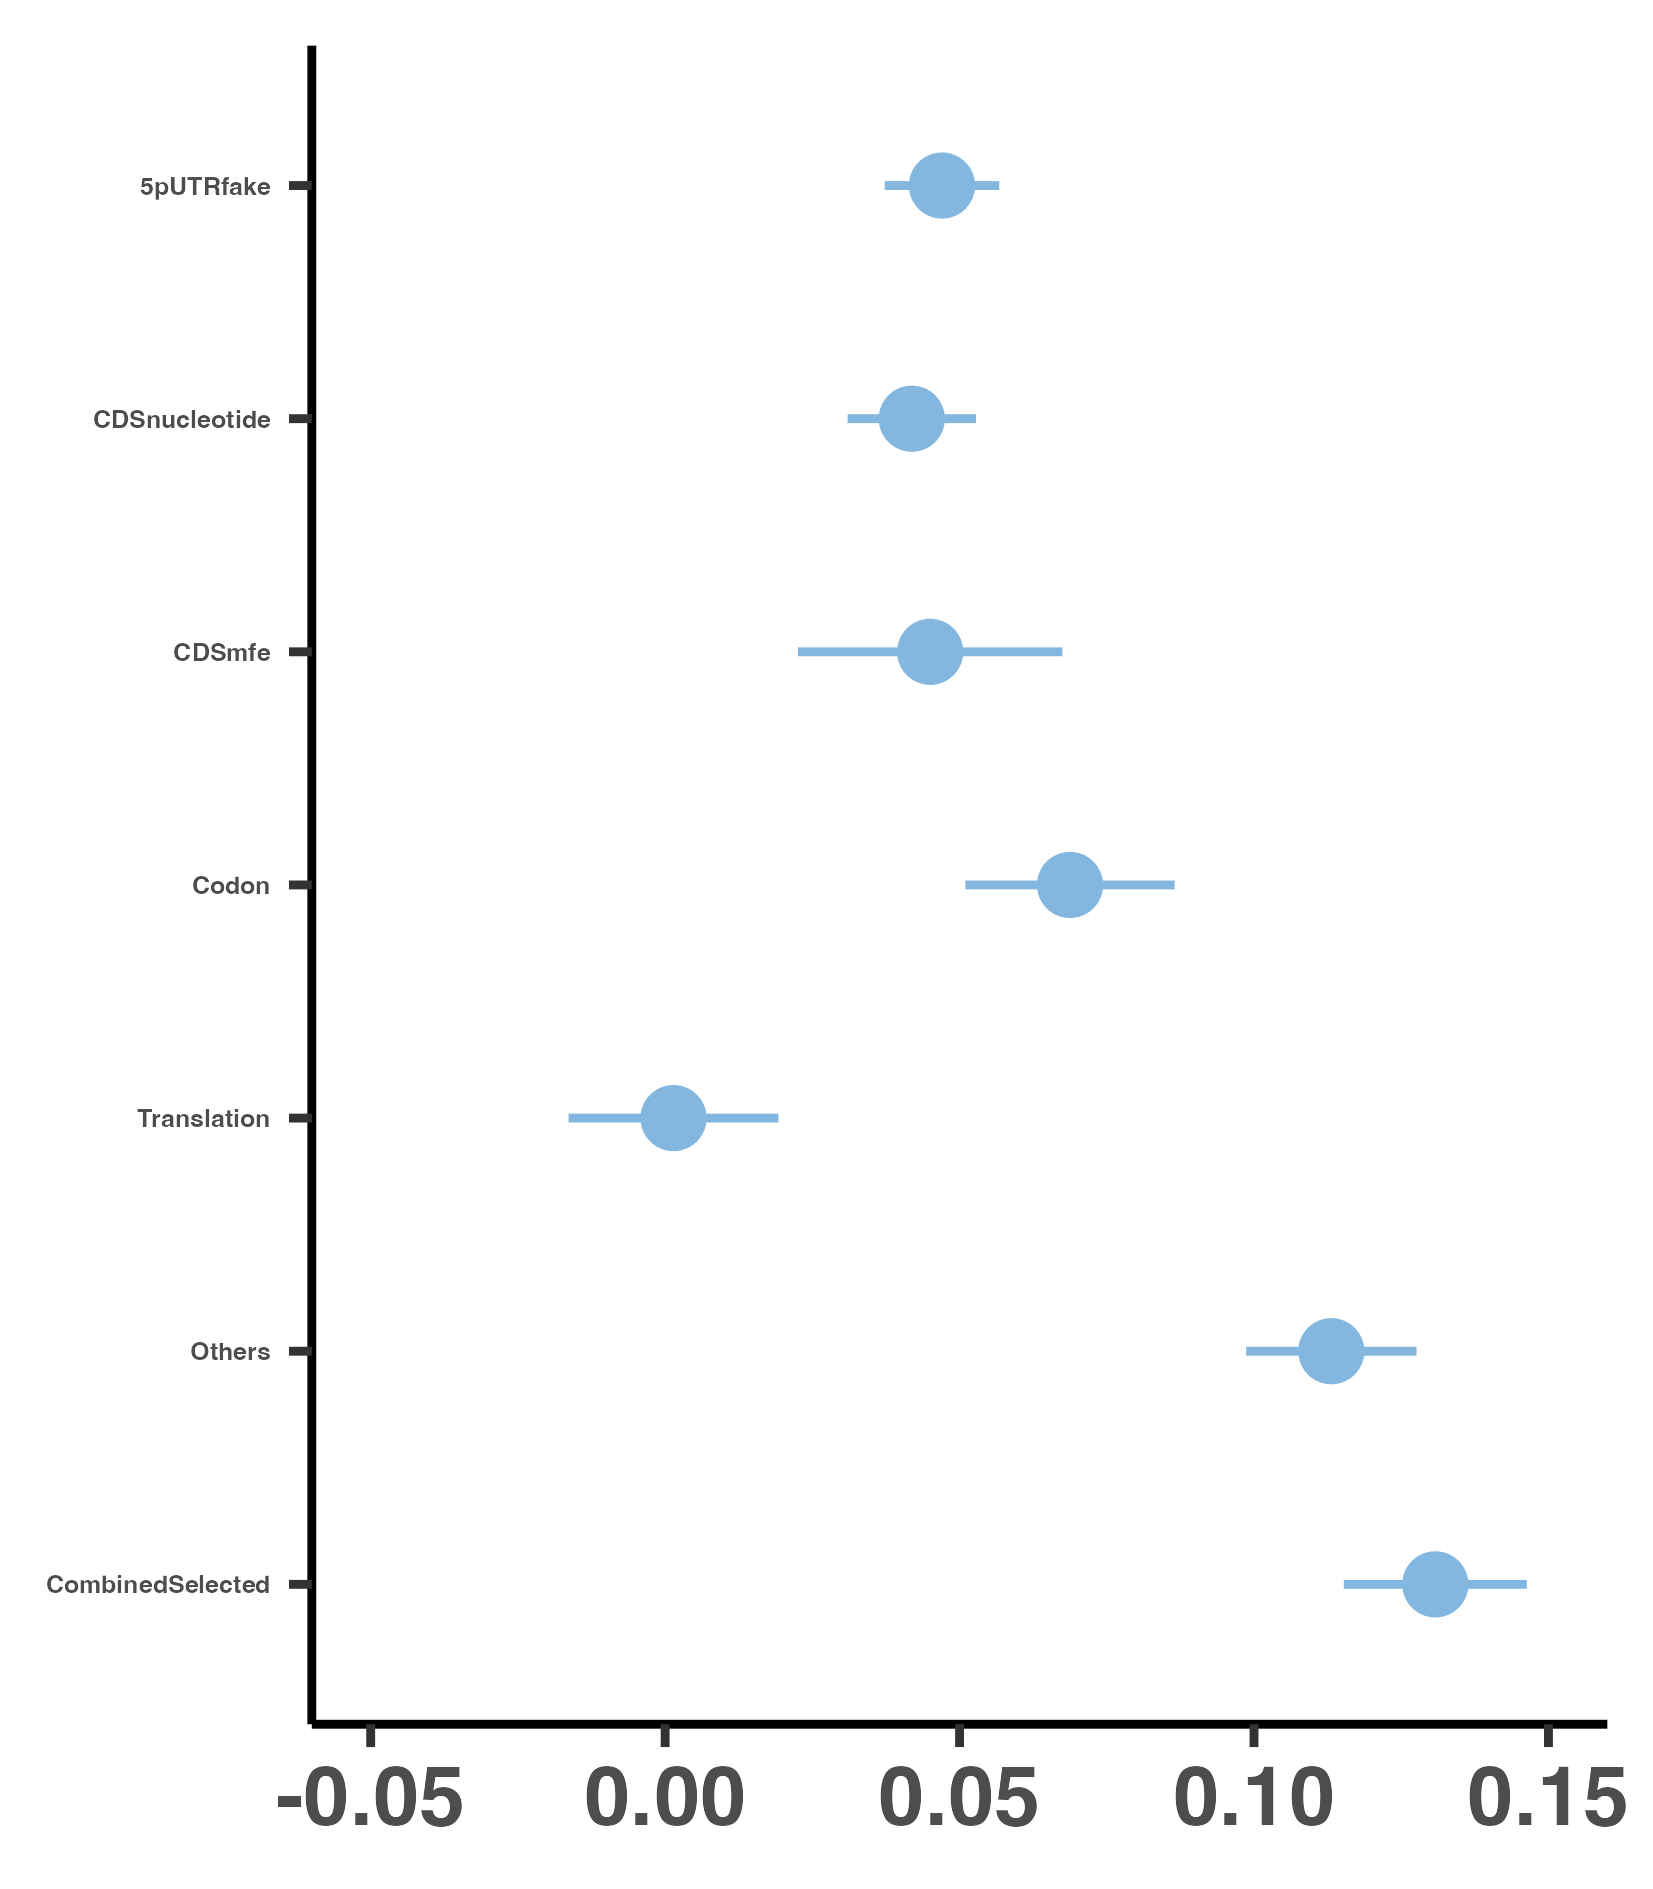 5pUTRfake
CDSnucleotide
CDSmfe
Codon
Translation
Others
CombinedSelected
-0.05 0.00 0.05 0.10 0.15